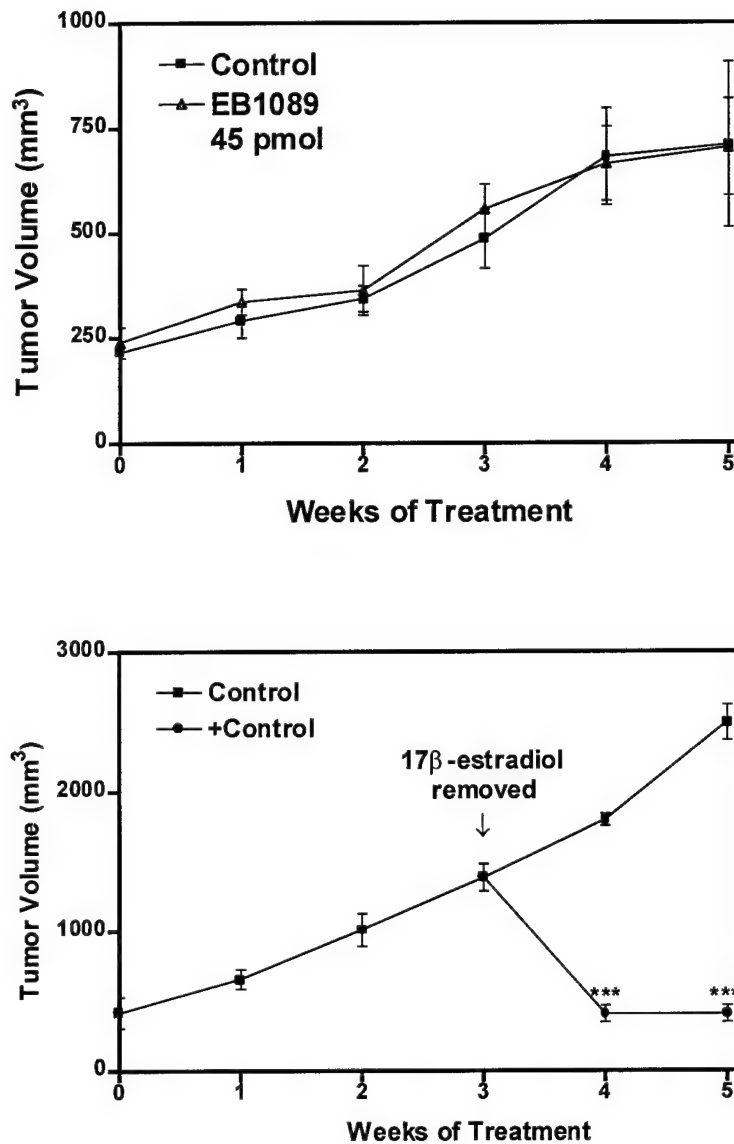 1000
Control
EB1089
45 pmol
750
500
250
0
Tumor Volume (mm³)
0 1 2 3 4 5
Weeks of Treatment
3000
Control
+Control
17β-estradiol
removed
↓
2000
1000
*** ***
0
Tumor Volume (mm³)
0 1 2 3 4 5
Weeks of Treatment